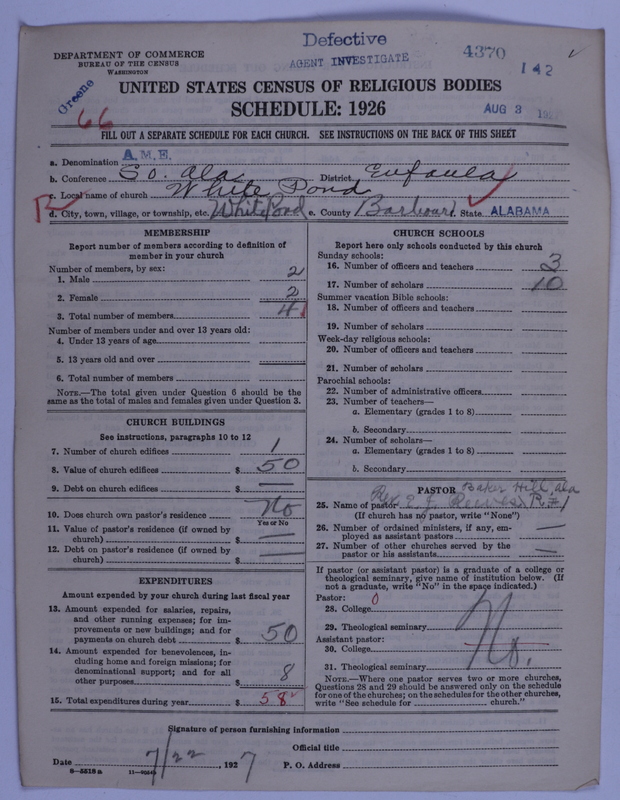 Defective
DEPARTMENT OF COMMERCE
BUREAU OF THE CENSUS
WASHINGTON
AGENT INVESTIGATE
4370
142
Greene
UNITED STATES CENSUS OF RELIGIOUS BODIES
SCHEDULE: 1926
AUG 3 192
66
FILL OUT A SEPARATE SCHEDULE FOR EACH CHURCH. SEE INSTRUCTIONS ON THE BACK OF THIS SHEET
a. Denomination A.M.E.
b. Conference So. Ala District Eufaula
c. Local name of church White Pond
R
d. City, town, village, or township, etc. White Pond e. County Barbour f. State ALABAMA
MEMBERSHIP
Report number of members according to definition of
member in your church
Number of members, by sex:
1. Male 2
2. Female 2
3. Total number of members 4
Number of members under and over 13 years old:
4. Under 13 years of age
5. 13 years old and over
6. Total number of members
NOTE.—The total given under Question 6 should be the
same as the total of males and females given under Question 3.
CHURCH BUILDINGS
See instructions, paragraphs 10 to 12
7. Number of church edifices 1
8. Value of church edifices $ 50
9. Debt on church edifices $ —
10. Does church own pastor's residence No
Yes or No
11. Value of pastor's residence (if owned by
church) $ —
12. Debt on pastor's residence (if owned by
church) $ —
EXPENDITURES
Amount expended by your church during last fiscal year
13. Amount expended for salaries, repairs,
and other running expenses; for im-
provements or new buildings; and for
payments on church debt $ 50
14. Amount expended for benevolences, in-
cluding home and foreign missions; for
denominational support; and for all
other purposes $ 8
15. Total expenditures during year $ 58
CHURCH SCHOOLS
Report here only schools conducted by this church
Sunday schools:
16. Number of officers and teachers 3
17. Number of scholars 10
Summer vacation Bible schools:
18. Number of officers and teachers
19. Number of scholars
Week-day religious schools:
20. Number of officers and teachers
21. Number of scholars
Parochial schools:
22. Number of administrative officers
23. Number of teachers—
a. Elementary (grades 1 to 8)
b. Secondary
24. Number of scholars—
a. Elementary (grades 1 to 8)
b. Secondary
PASTOR Baker Hill, Ala
25. Name of pastor Rev. R#1
(If church has no pastor, write "None")
26. Number of ordained ministers, if any, em-
ployed as assistant pastors —
27. Number of other churches served by the
pastor or his assistants —
If pastor (or assistant pastor) is a graduate of a college or
theological seminary, give name of institution below. (If
not a graduate, write "No" in the space indicated.)
Pastor: 0
28. College
29. Theological seminary
Assistant pastor: No.
30. College
31. Theological seminary
NOTE.—Where one pastor serves two or more churches,
Questions 28 and 29 should be answered only on the schedule
for one of the churches; on the schedules for the other churches,
write "See schedule for church."
Signature of person furnishing information
Official title
Date 7/22, 1927 P. O. Address
8—5518a